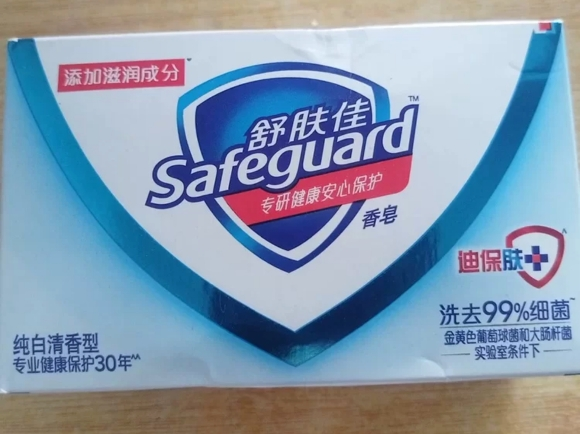 添加滋润成分
舒肤佳
Safeguard™
专研健康安心保护
香皂
迪保肤^
洗去99%细菌~
金黄色葡萄球菌和大肠杆菌
实验室条件下
纯白清香型
专业健康保护30年^^